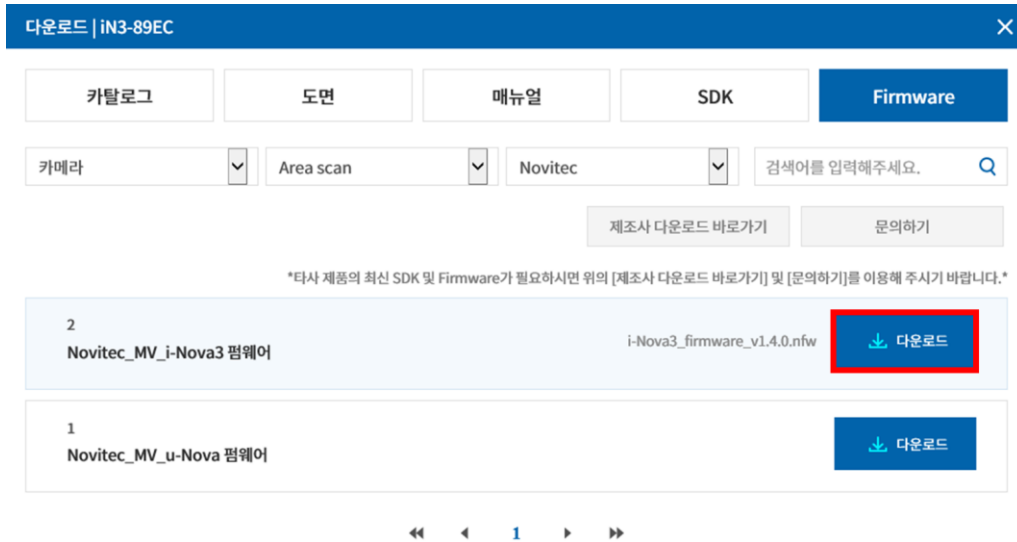 다운로드 | iN3-89EC
카탈로그 도면 매뉴얼 SDK Firmware
카메라 Area scan Novitec 검색어를 입력해주세요.
제조사 다운로드 바로가기 문의하기
*타사 제품의 최신 SDK 및 Firmware가 필요하시면 위의 [제조사 다운로드 바로가기] 및 [문의하기]를 이용해 주시기 바랍니다.*
2
Novitec_MV_i-Nova3 펌웨어 i-Nova3_firmware_v1.4.0.nfw 다운로드
1
Novitec_MV_u-Nova 펌웨어 다운로드
1